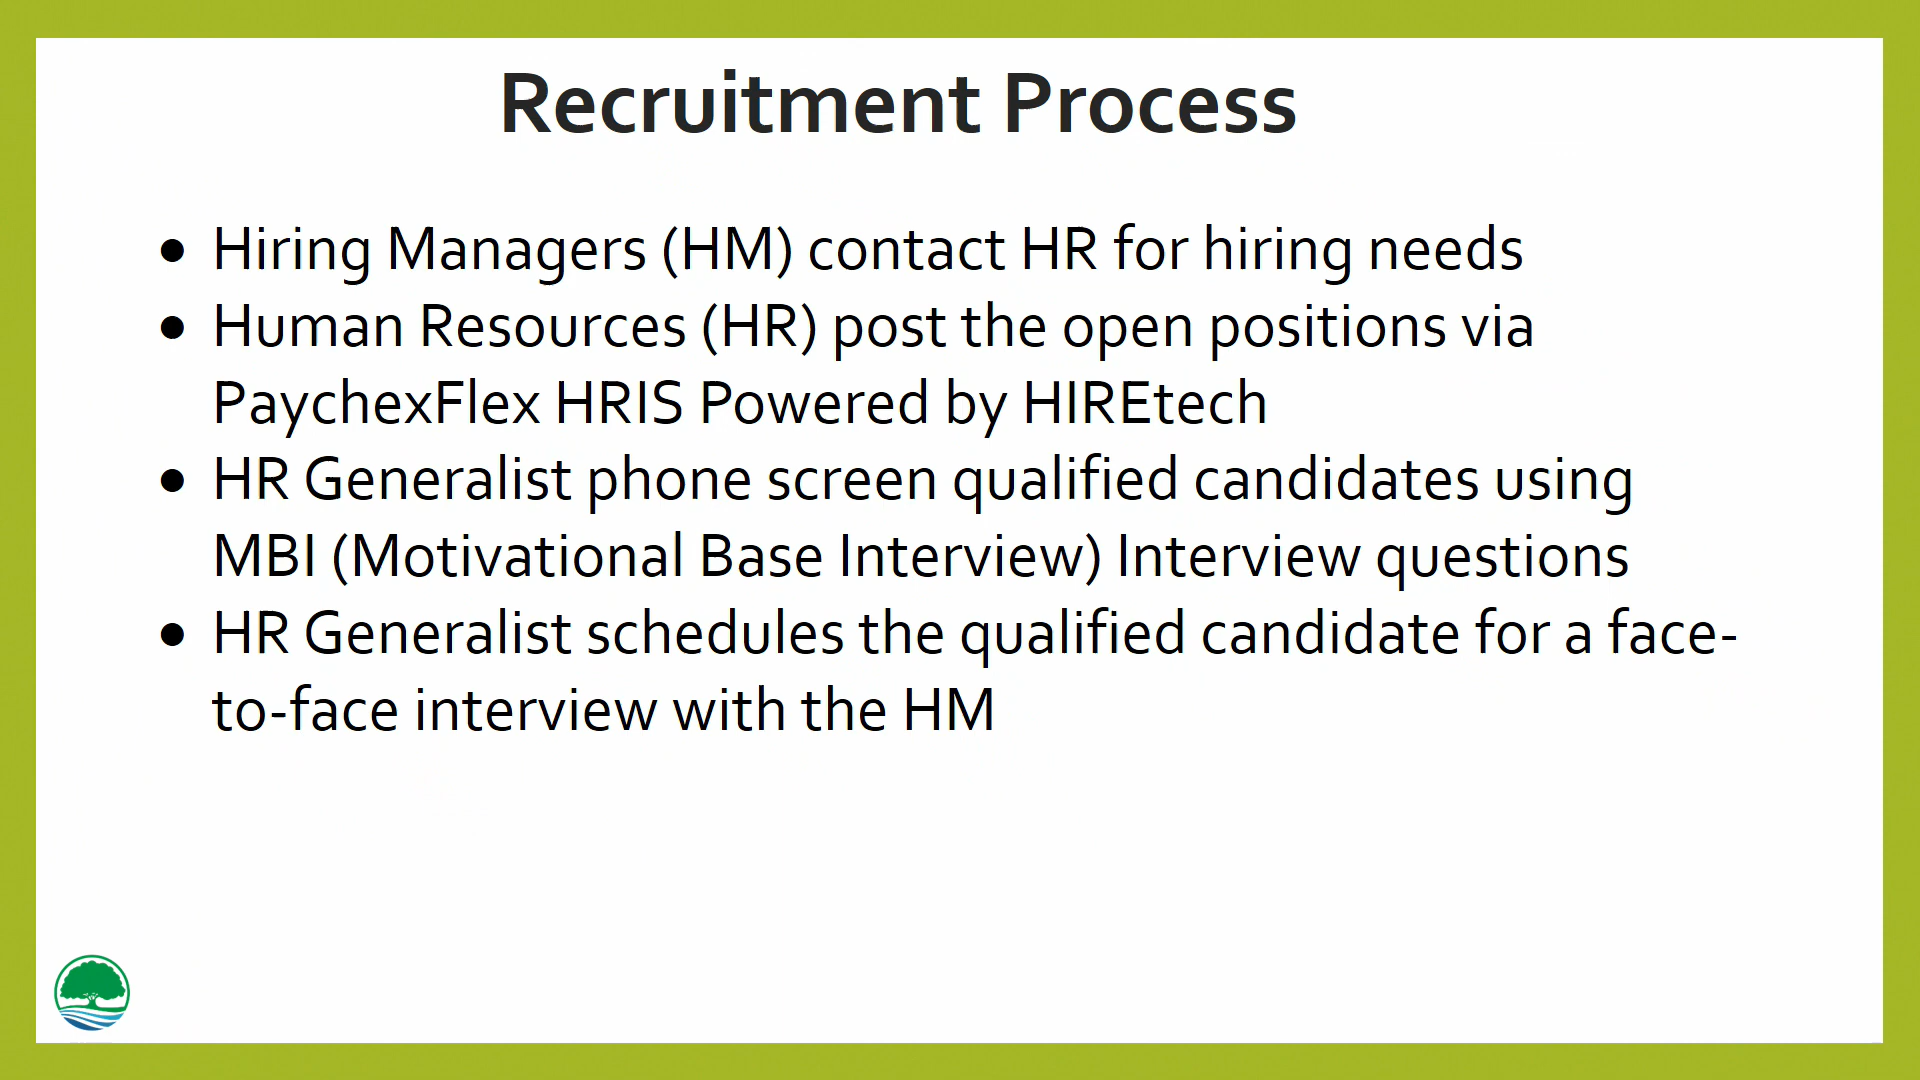 Recruitment Process
● Hiring Managers (HM) contact HR for hiring needs
● Human Resources (HR) post the open positions via
PaychexFlex HRIS Powered by HIREtech
● HR Generalist phone screen qualified candidates using
MBI (Motivational Base Interview) Interview questions
● HR Generalist schedules the qualified candidate for a face-
to-face interview with the HM